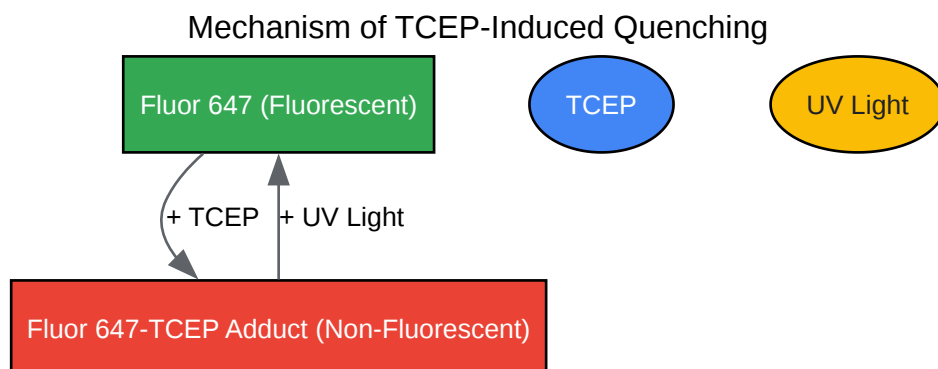 Mechanism of TCEP-Induced Quenching
Fluor 647 (Fluorescent)
TCEP
UV Light
+ TCEP
+ UV Light
Fluor 647-TCEP Adduct (Non-Fluorescent)